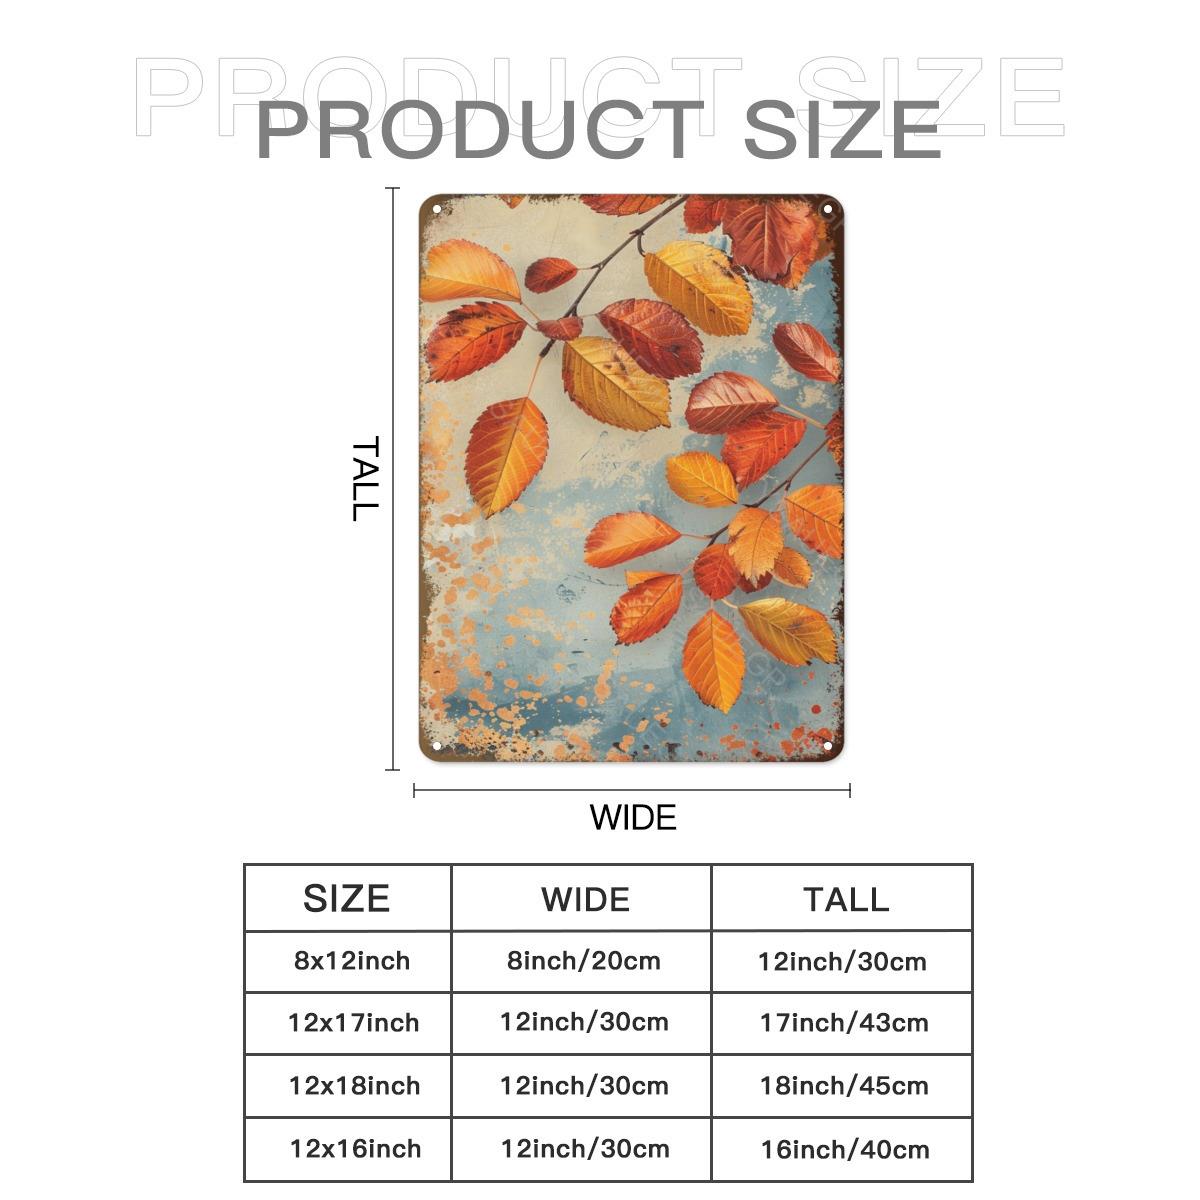 PRODUCT SIZE
PRODUCT SIZE
TALL
WIDE
SIZE WIDE TALL
8x12inch 8inch/20cm 12inch/30cm
12x17inch 12inch/30cm 17inch/43cm
12x18inch 12inch/30cm 18inch/45cm
12x16inch 12inch/30cm 16inch/40cm